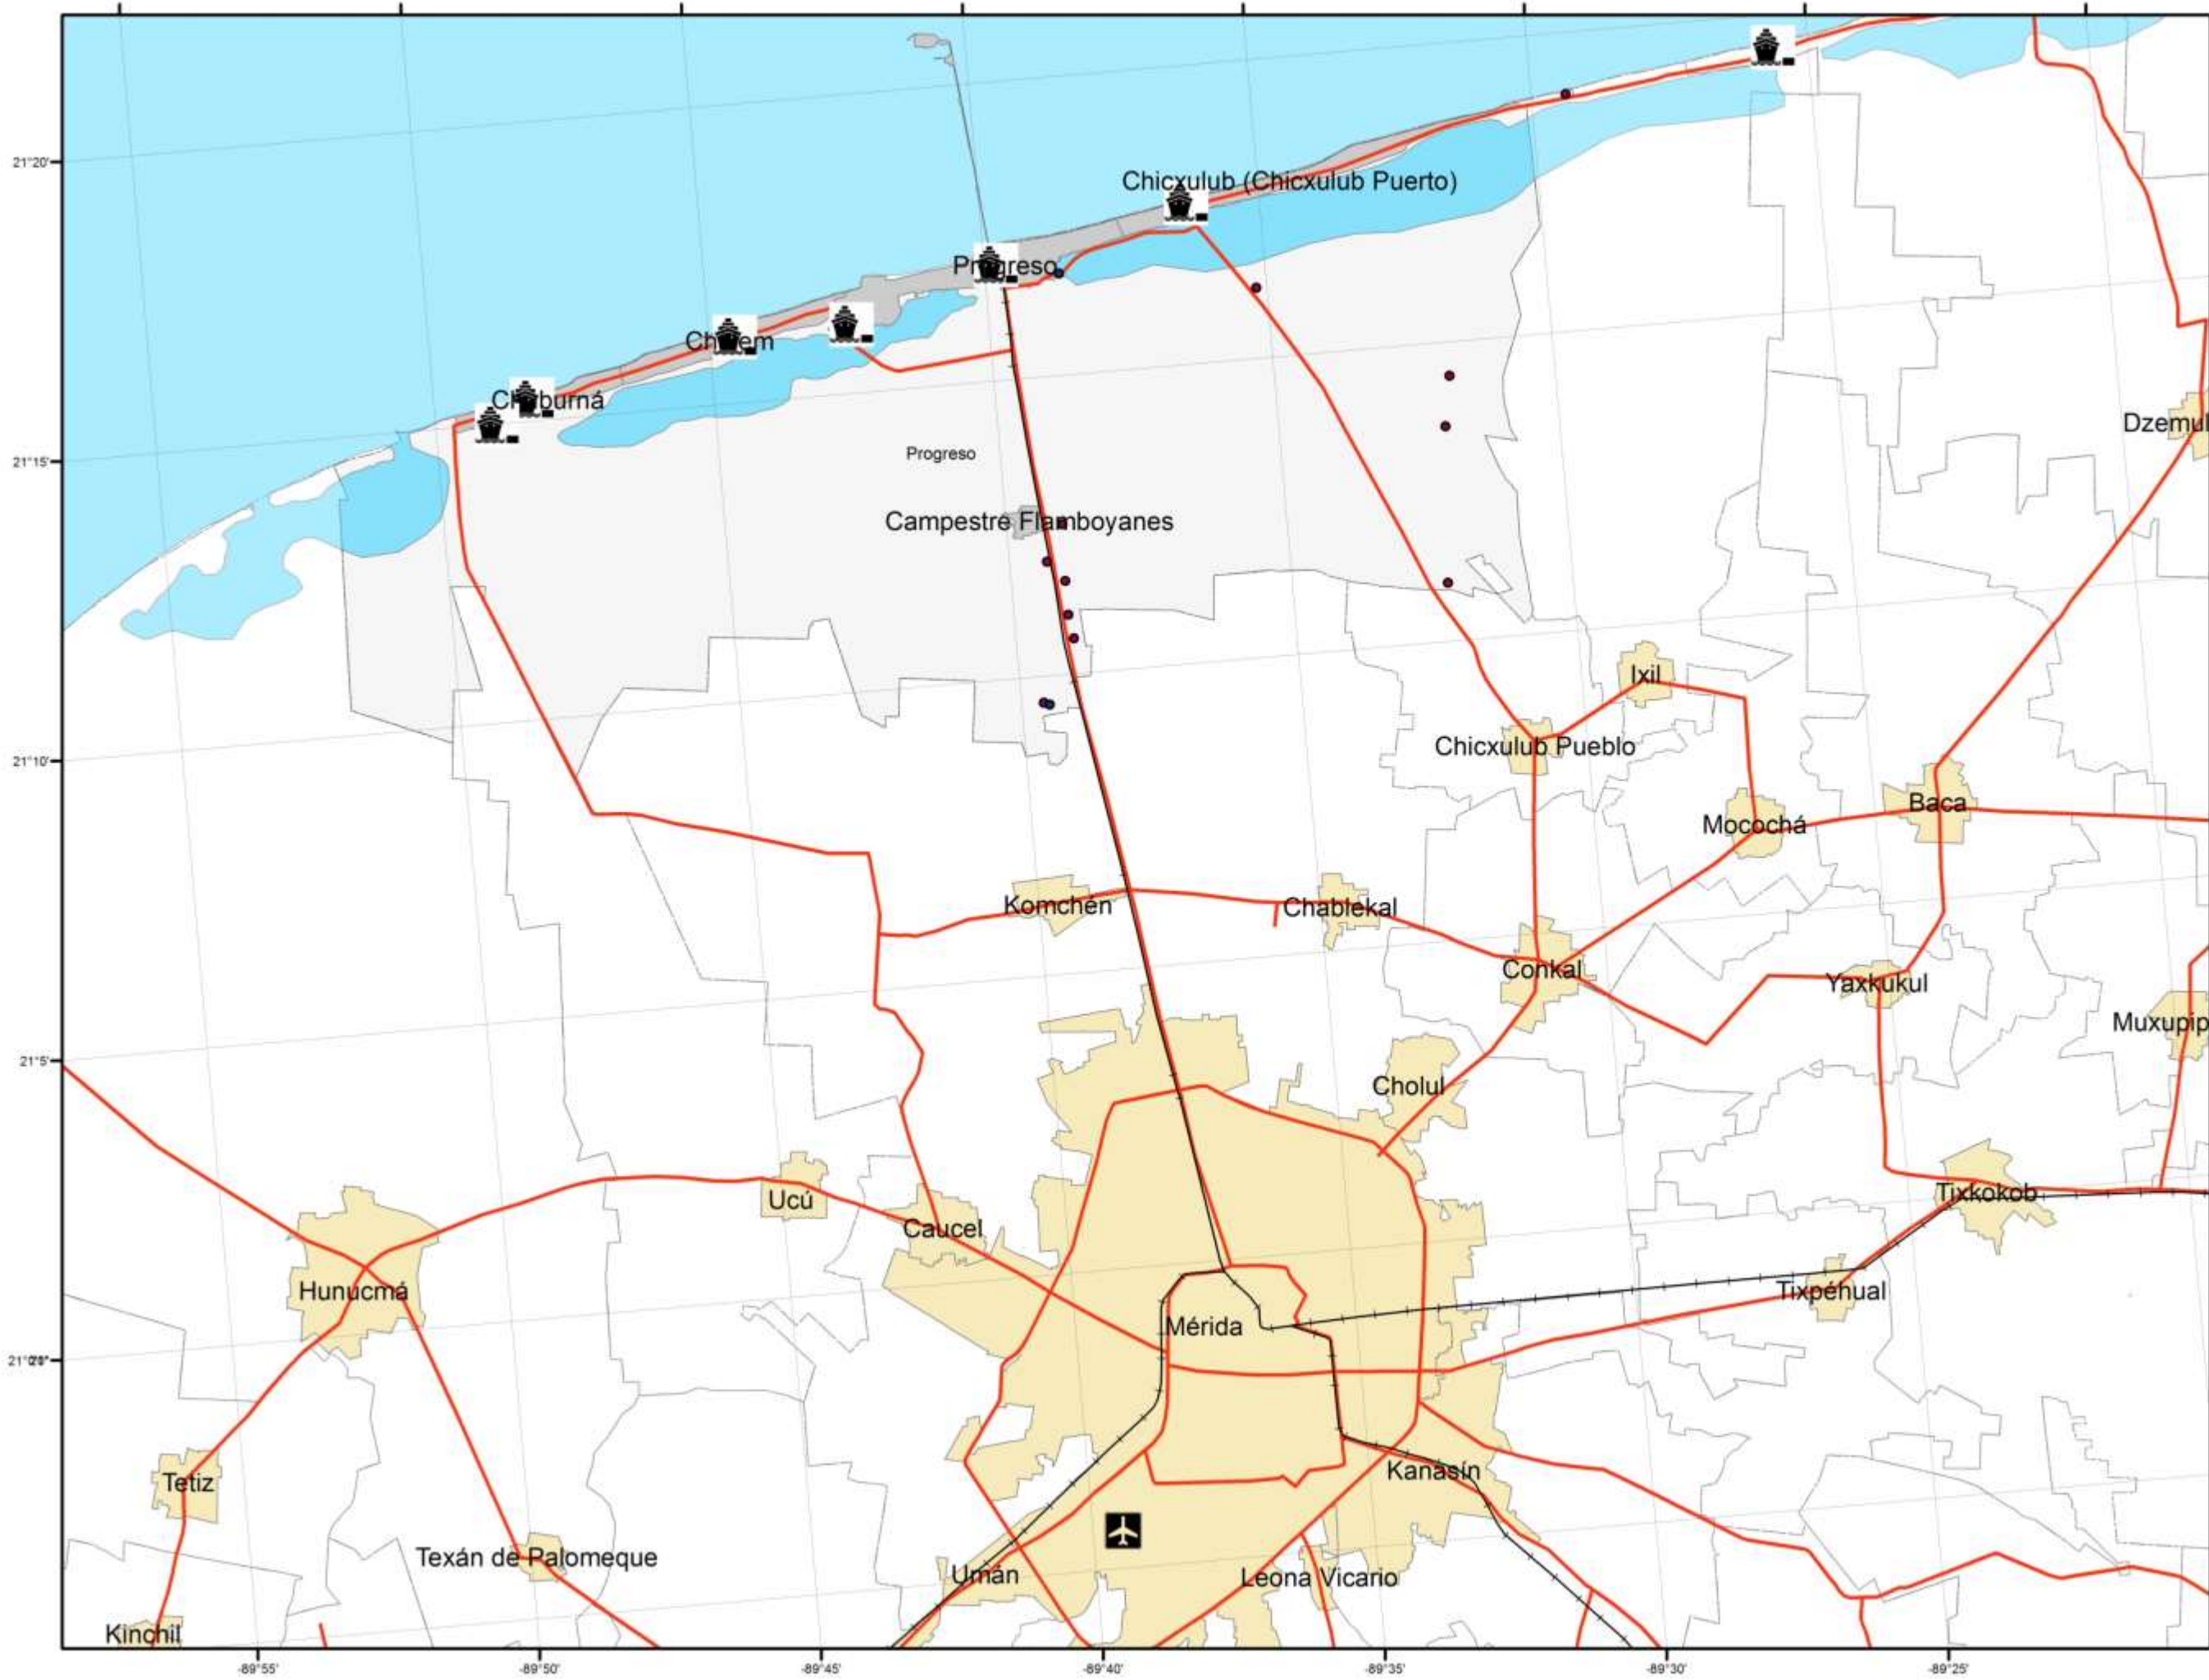 21°20'
Chicxulub (Chicxulub Puerto)
Progreso
Chelem
Chuburná
Dzemul
21°15'
Progreso
Campestre Flamboyanes
Ixil
Chicxulub Pueblo
21°10'
Baca
Mocochá
Komchén
Chablekal
Conkal
Yaxkukul
Muxupip
21°5'
Cholul
Tixkokob
Ucú
Caucel
Hunucmá
Tixpéhual
Mérida
Kanasín
Tetiz
Texán de Palomeque
Umán
Leona Vicario
Kinchil
-89°55'
-89°50'
-89°45'
-89°40'
-89°35'
-89°30'
-89°25'